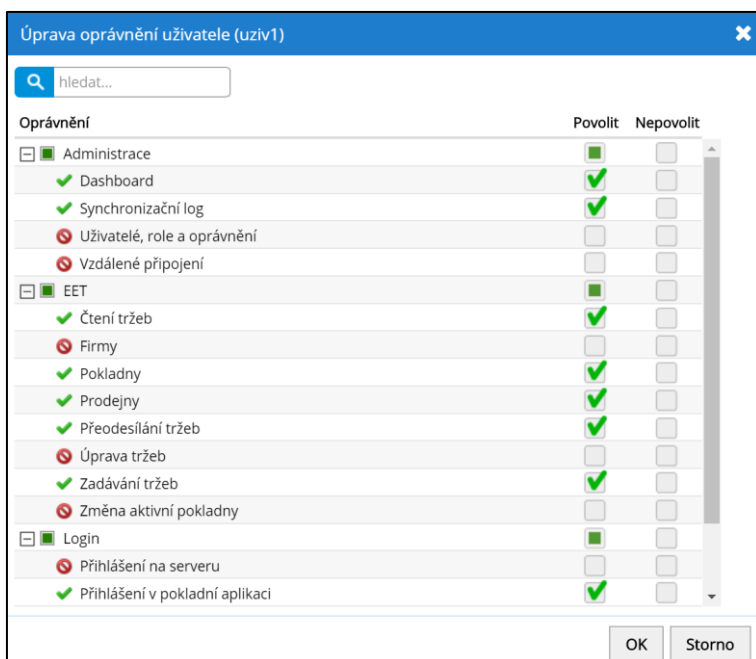 Úprava oprávnění uživatele (uziv1)
hledat...
Oprávnění Povolit Nepovolit
Administrace
Dashboard
Synchronizační log
Uživatelé, role a oprávnění
Vzdálené připojení
EET
Čtení tržeb
Firmy
Pokladny
Prodejny
Přeodesílání tržeb
Úprava tržeb
Zadávání tržeb
Změna aktivní pokladny
Login
Přihlášení na serveru
Přihlášení v pokladní aplikaci
OK Storno